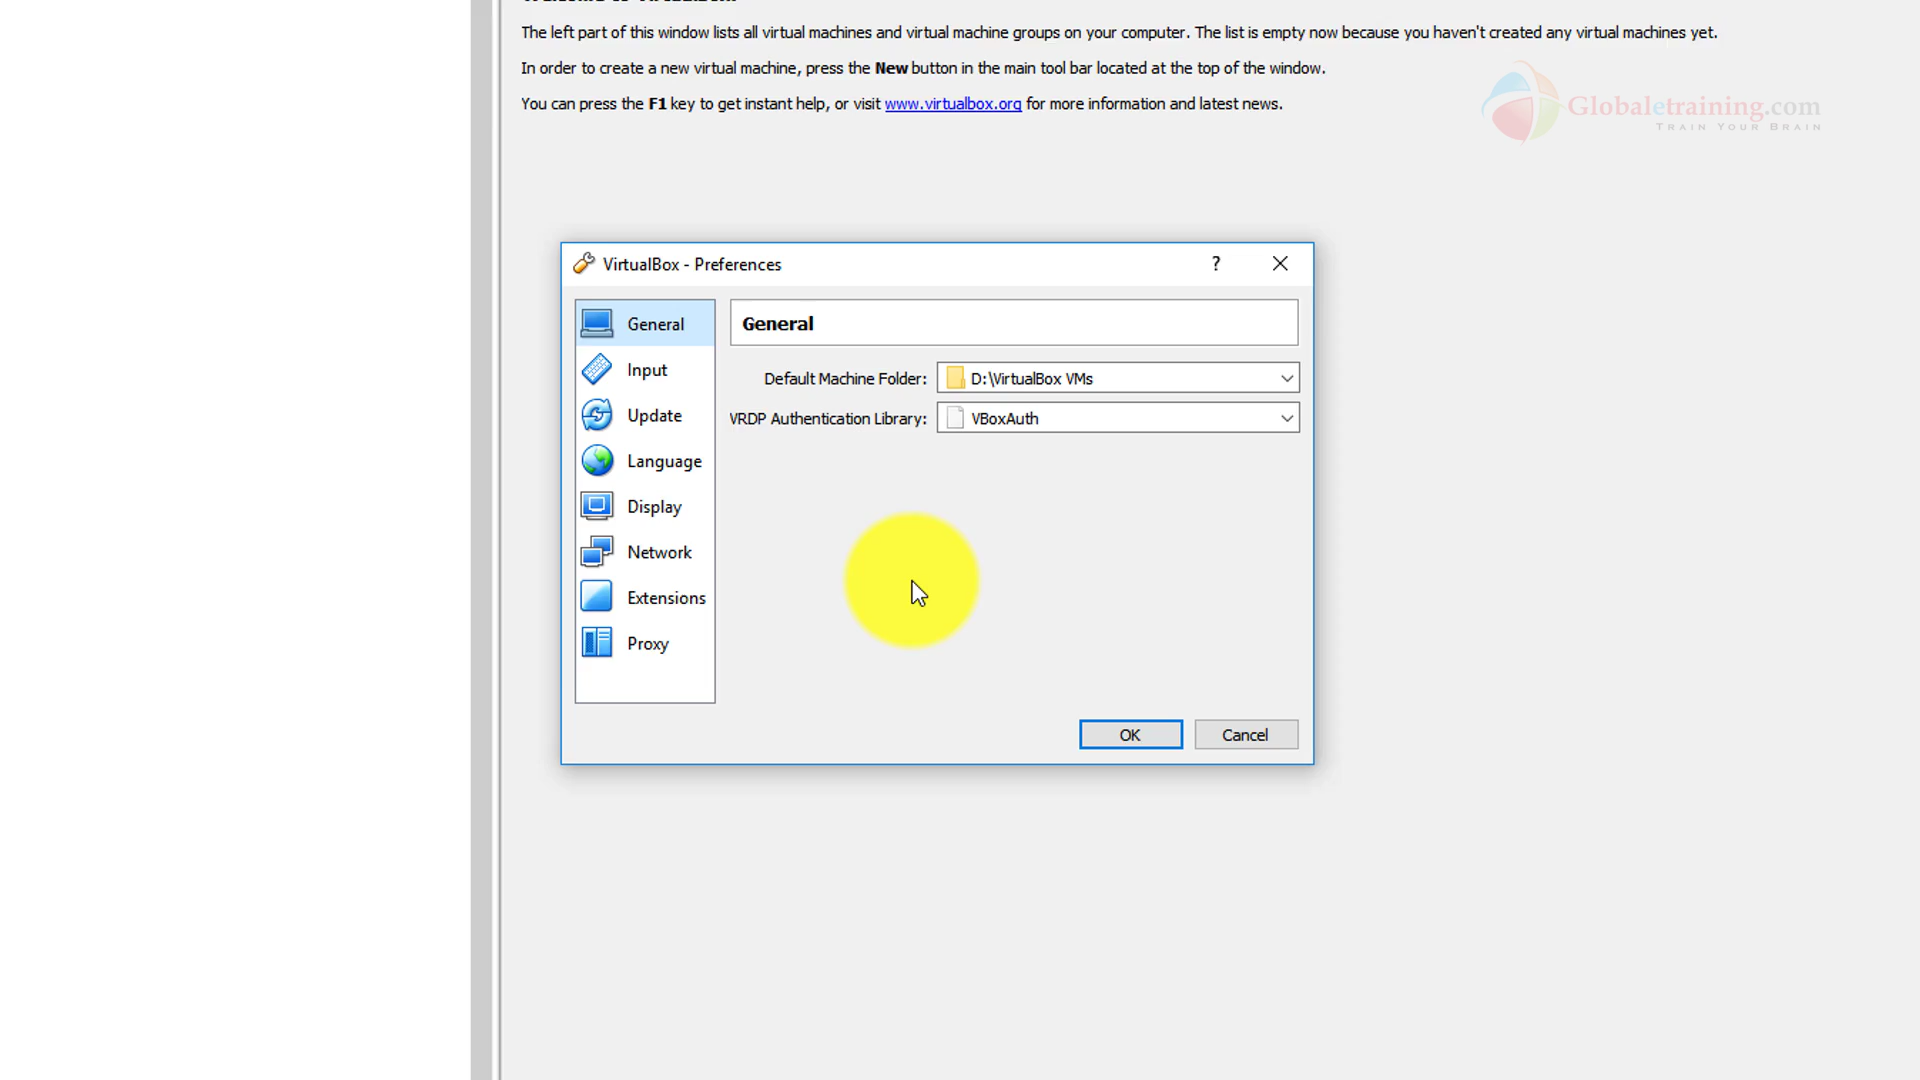 The left part of this window lists all virtual machines and virtual machine groups on your computer. The list is empty now because you haven't created any virtual machines yet.
In order to create a new virtual machine, press the New button in the main tool bar located at the top of the window.
You can press the F1 key to get instant help, or visit www.virtualbox.org for more information and latest news.
Globaletraining.com
TRAIN YOUR BRAIN
VirtualBox - Preferences
?
General
Input
Update
Language
Display
Network
Extensions
Proxy
General
Default Machine Folder: D:\VirtualBox VMs
VRDP Authentication Library: VBoxAuth
OK
Cancel